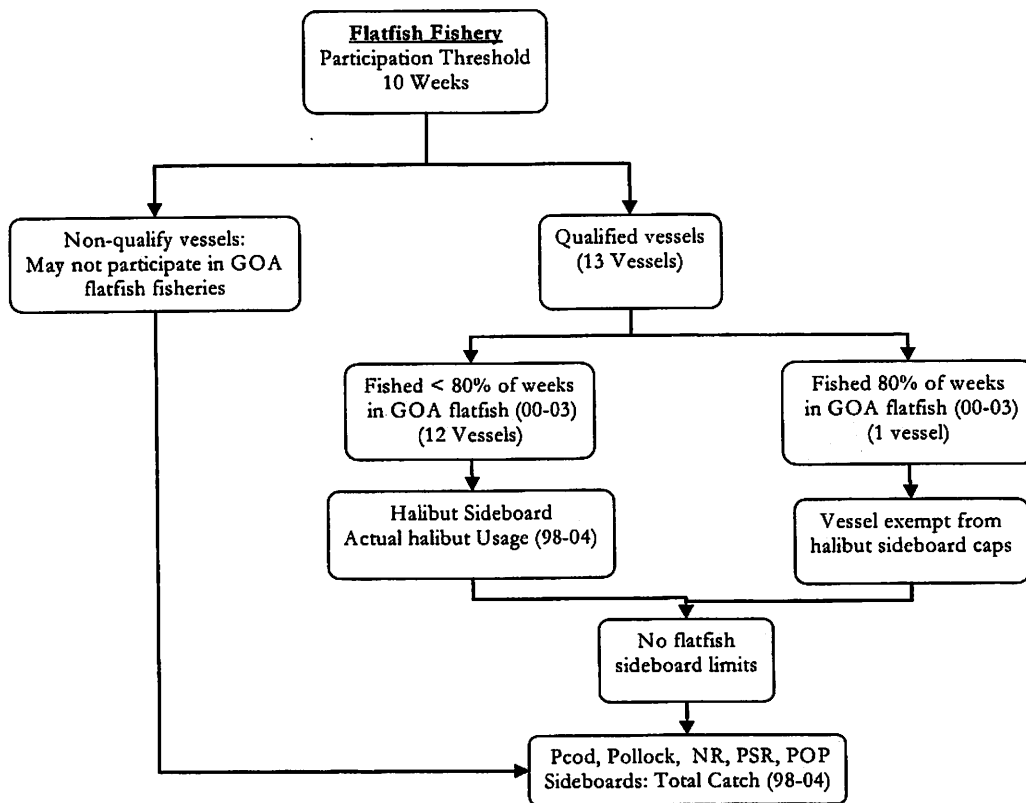 Flatfish Fishery
Participation Threshold
10 Weeks
Non-qualify vessels:
May not participate in GOA
flatfish fisheries
Qualified vessels
(13 Vessels)
Fished < 80% of weeks
in GOA flatfish (00-03)
(12 Vessels)
Fished 80% of weeks
in GOA flatfish (00-03)
(1 vessel)
Halibut Sideboard
Actual halibut Usage (98-04)
Vessel exempt from
halibut sideboard caps
No flatfish
sideboard limits
Pcod, Pollock, NR, PSR, POP
Sideboards: Total Catch (98-04)